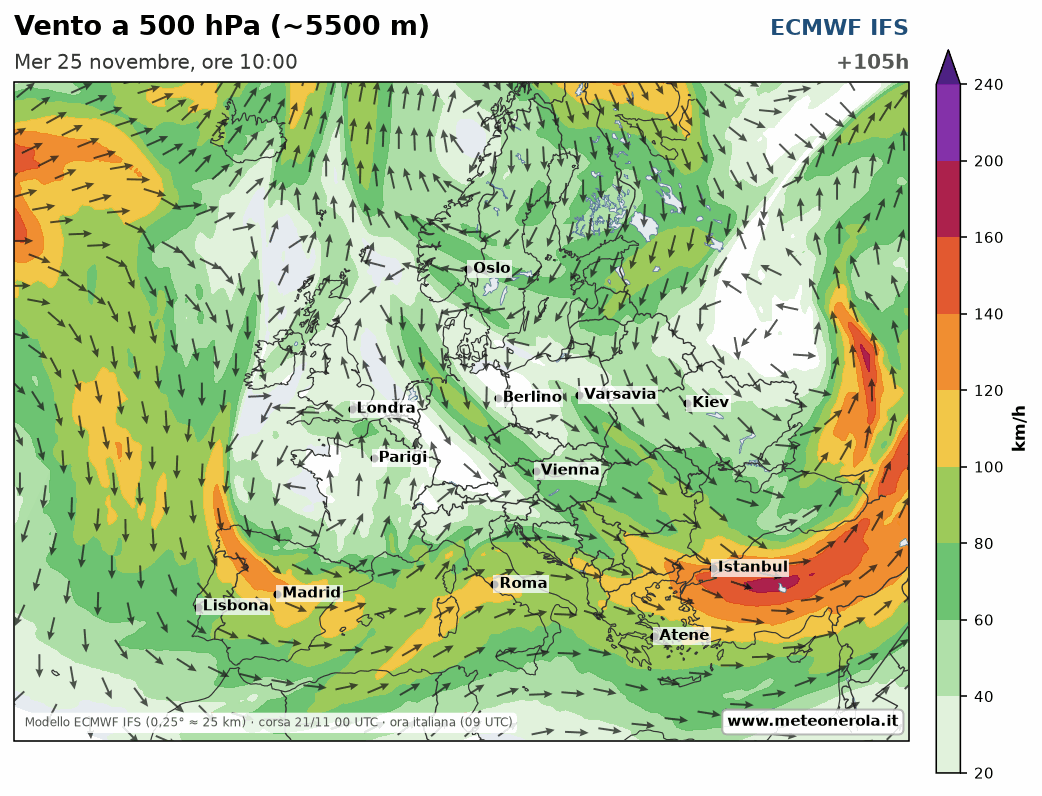 Vento a 500 hPa (~5500 m)
ECMWF IFS
Mer 25 novembre, ore 10:00
+105h
240
200
160
140
120
100
80
60
40
20
km/h
Oslo
Berlino
Varsavia
Kiev
Londra
Parigi
Vienna
Istanbul
Roma
Madrid
Lisbona
Atene
Modello ECMWF IFS (0,25° ≈ 25 km) · corsa 21/11 00 UTC · ora italiana (09 UTC)
www.meteonerola.it